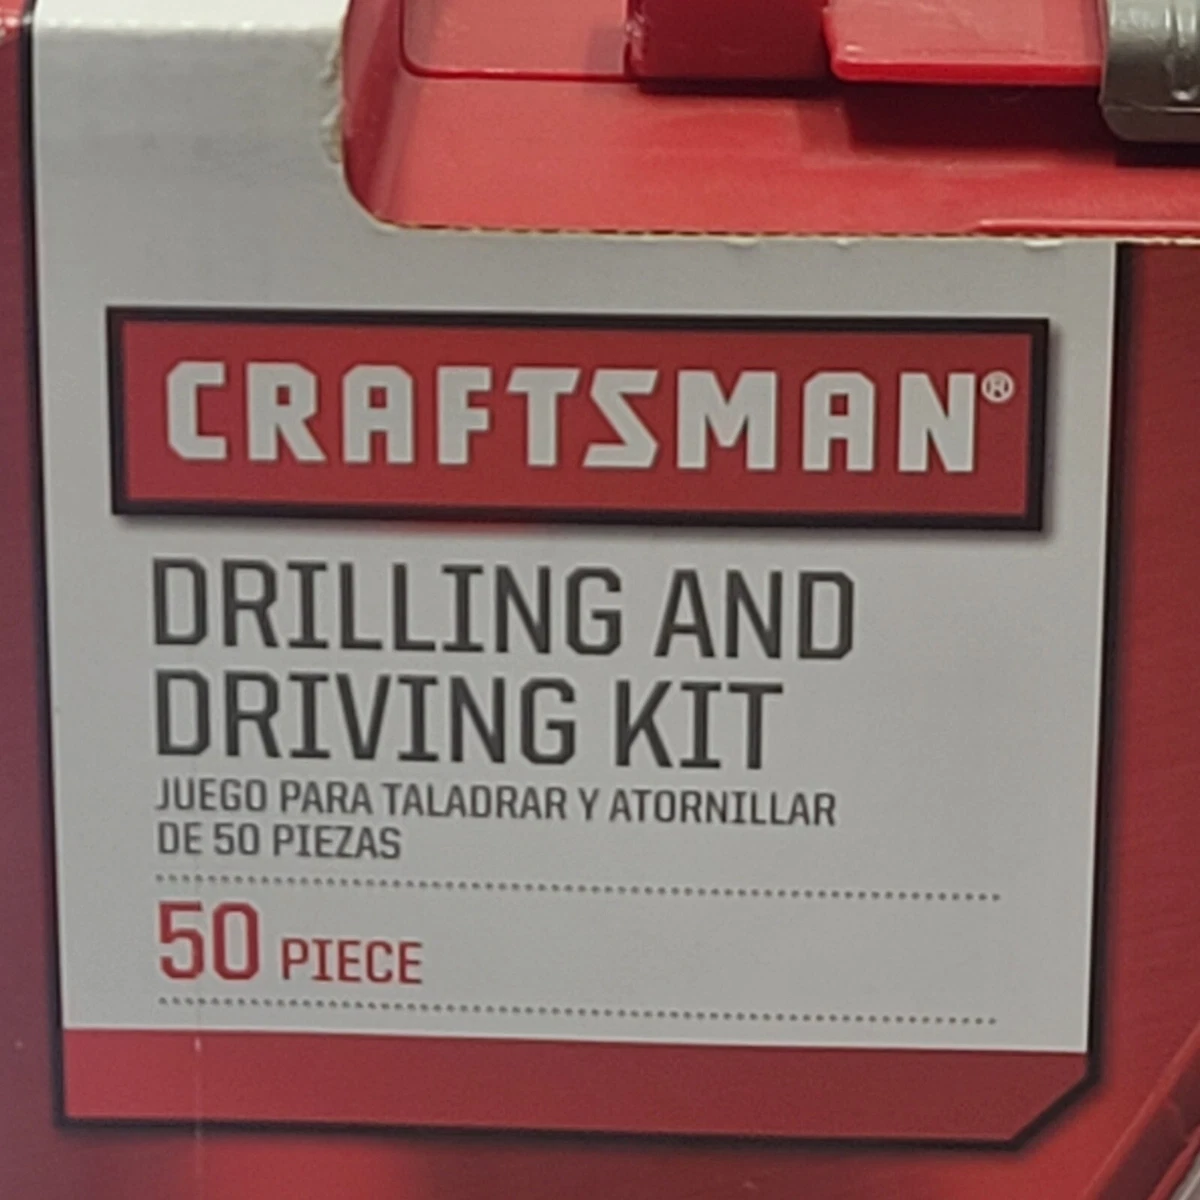 CRAFTSMAN®
DRILLING AND
DRIVING KIT
JUEGO PARA TALADRAR Y ATORNILLAR
DE 50 PIEZAS
50 PIECE